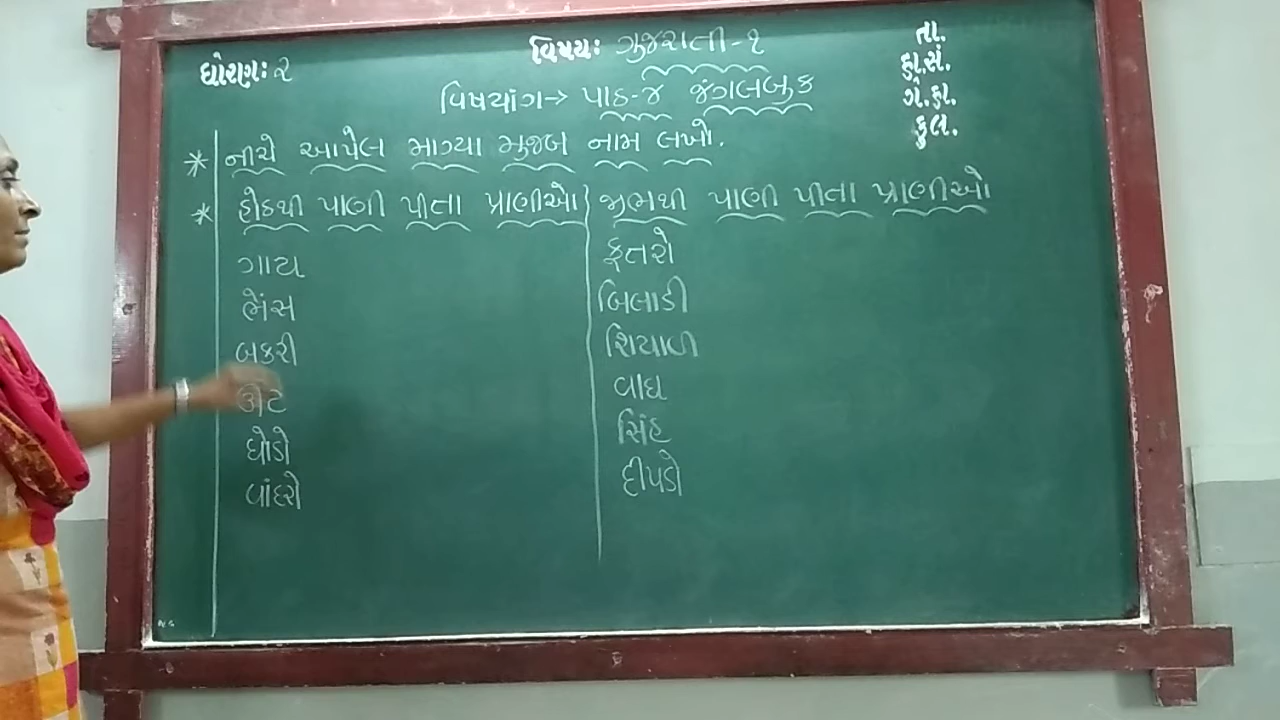 ધોરણઃ ૨
વિષયઃ ગુજરાતી-૧
તા.
હા.સં.
ગે.હા.
કુલ.
વિષયાંગ→ પાઠ-૪ જંગલબુક
* નીચે આપેલ માગ્યા મુજબ નામ લખો.
* હોઠથી પાણી પીતા પ્રાણીઓ
ગાય
ભેંસ
બકરી
ઊંટ
ઘોડો
વાંદરો
જીભથી પાણી પીતા પ્રાણીઓ
કૂતરો
બિલાડી
શિયાળ
વાઘ
સિંહ
દીપડો